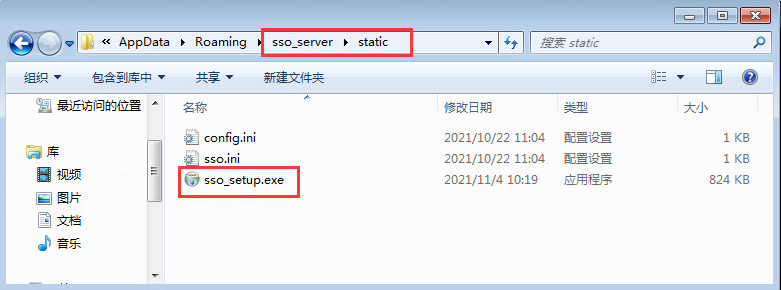 « AppData ▸ Roaming ▸ sso_server ▸ static
搜索 static
组织 包含到库中 共享 新建文件夹
最近访问的位置
库
视频
图片
文档
音乐
名称 修改日期 类型 大小
config.ini 2021/10/22 11:04 配置设置 1 KB
sso.ini 2021/10/22 11:04 配置设置 1 KB
sso_setup.exe 2021/11/4 10:19 应用程序 824 KB